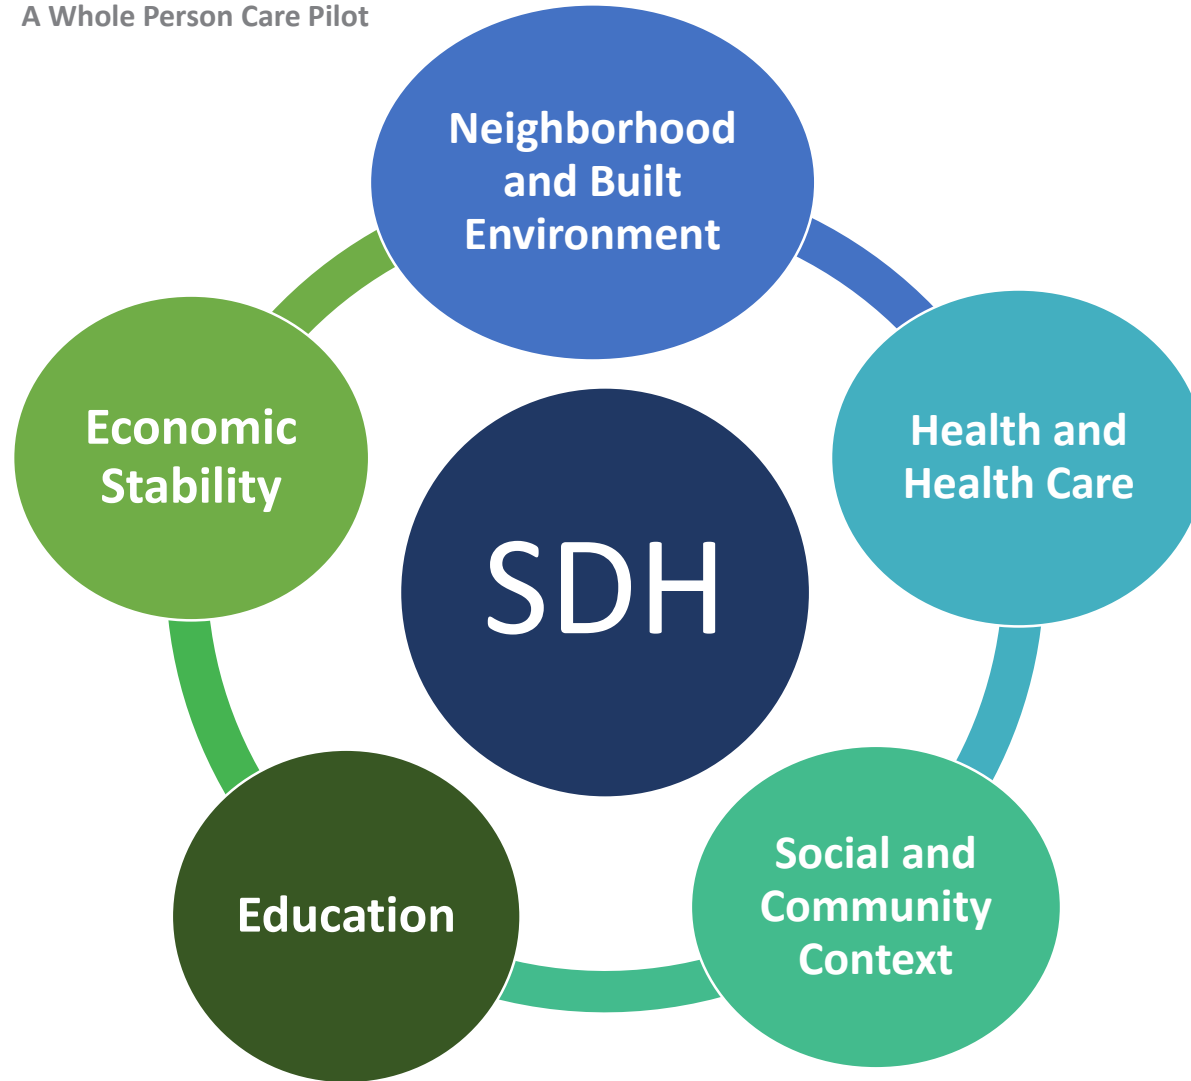 A Whole Person Care Pilot
Neighborhood
and Built
Environment
Health and
Health Care
Economic
Stability
SDH
Social and
Community
Context
Education